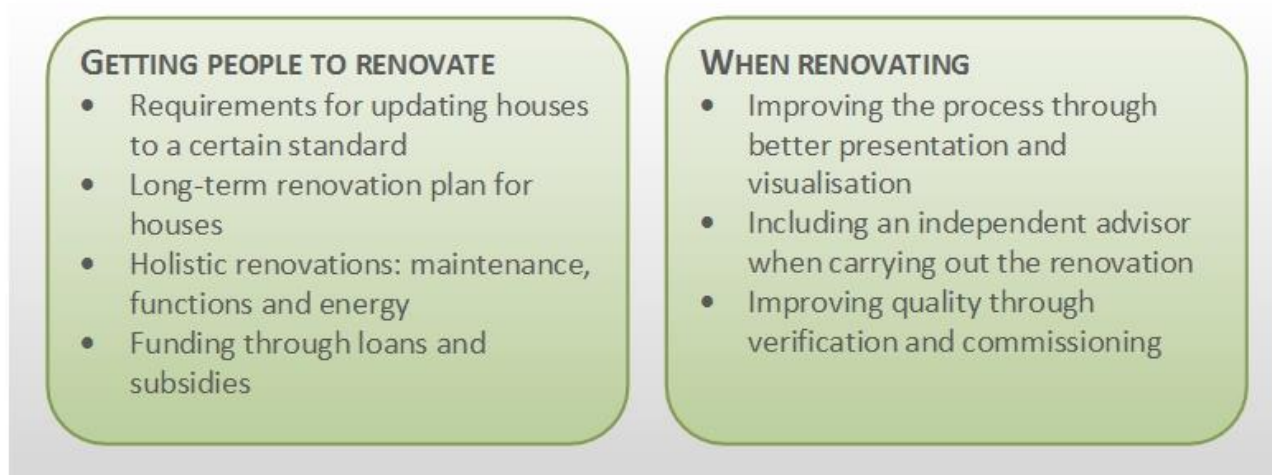 GETTING PEOPLE TO RENOVATE
• Requirements for updating houses
to a certain standard
• Long-term renovation plan for
houses
• Holistic renovations: maintenance,
functions and energy
• Funding through loans and
subsidies
WHEN RENOVATING
• Improving the process through
better presentation and
visualisation
• Including an independent advisor
when carrying out the renovation
• Improving quality through
verification and commissioning